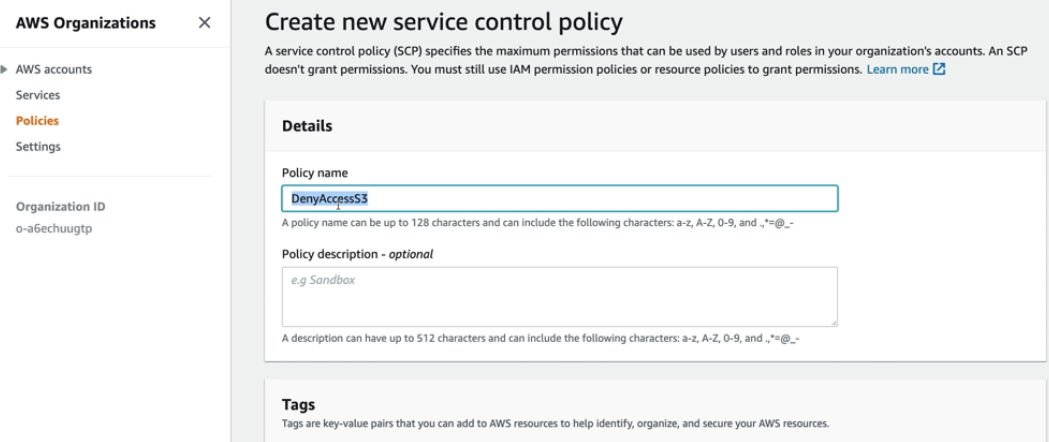 AWS Organizations
AWS accounts
Services
Policies
Settings
Organization ID
o-a6echuugtp
Create new service control policy
A service control policy (SCP) specifies the maximum permissions that can be used by users and roles in your organization's accounts. An SCP
doesn't grant permissions. You must still use IAM permission policies or resource policies to grant permissions. Learn more
Details
Policy name
DenyAccessS3
A policy name can be up to 128 characters and can include the following characters: a-z, A-Z, 0-9, and .,*=@_-
Policy description - optional
e.g Sandbox
A description can have up to 512 characters and can include the following characters: a-z, A-Z, 0-9, and .,*=@_-
Tags
Tags are key-value pairs that you can add to AWS resources to help identify, organize, and secure your AWS resources.